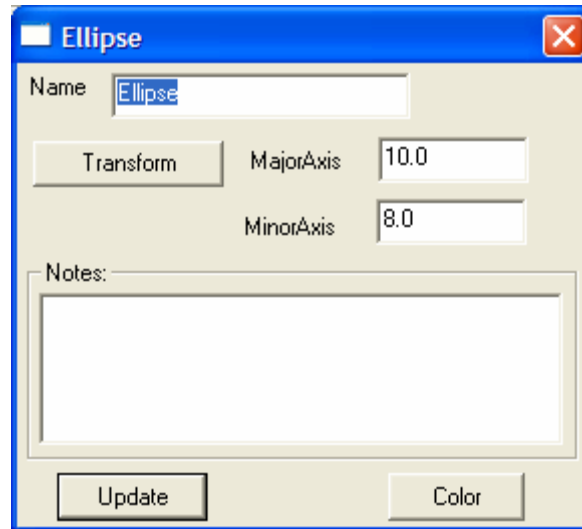 Ellipse
Name Ellipse
Transform MajorAxis 10.0
MinorAxis 8.0
Notes:
Update Color